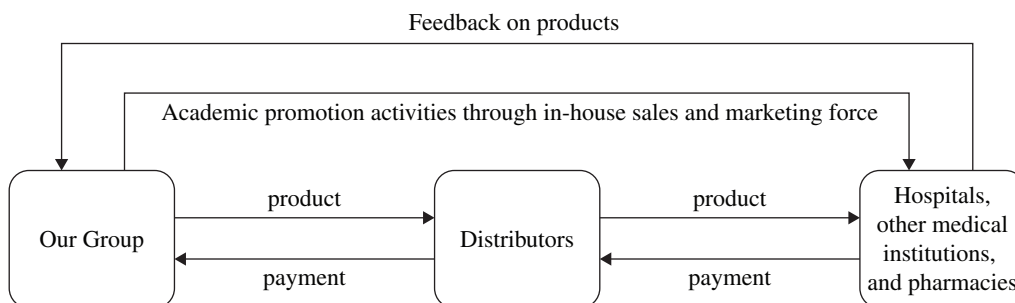 Feedback on products
Academic promotion activities through in-house sales and marketing force
Our Group
product
payment
Distributors
product
payment
Hospitals,
other medical
institutions,
and pharmacies